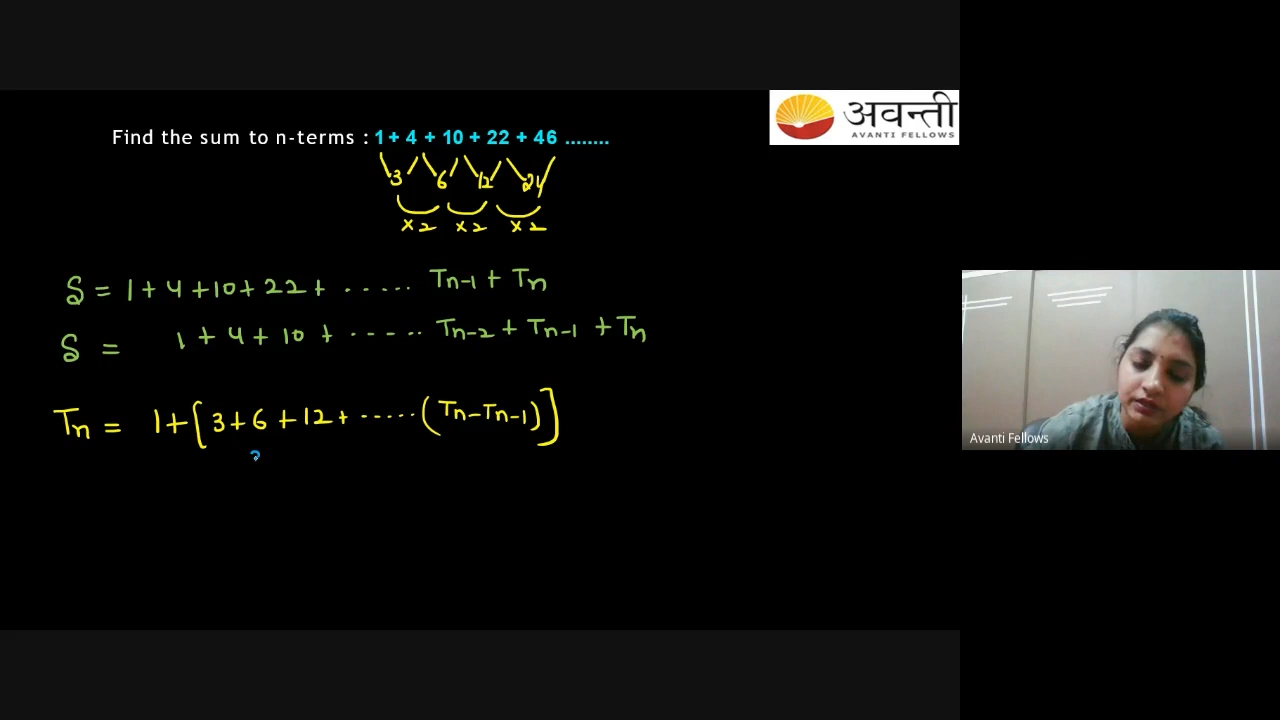 अवन्ती
AVANTI FELLOWS
Find the sum to n-terms : 1 + 4 + 10 + 22 + 46 ........
3 6 12 24
×2 ×2 ×2
S = 1 + 4 + 10 + 22 + ..... Tn-1 + Tn
S = 1 + 4 + 10 + ..... Tn-2 + Tn-1 + Tn
Tn = 1 + [3 + 6 + 12 + ..... (Tn - Tn-1)]
Avanti Fellows